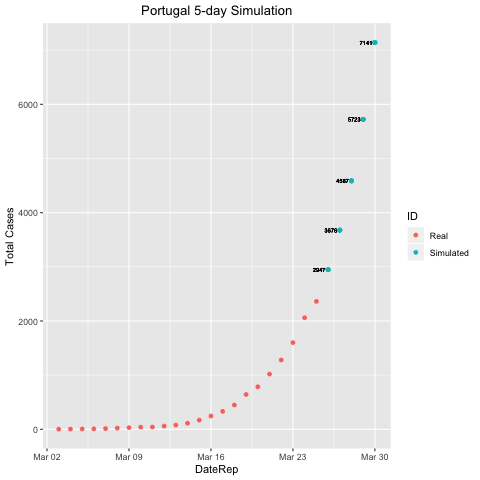 Portugal 5-day Simulation
7141
5723
4587
3676
2947
6000
4000
2000
0
Total Cases
Mar 02 Mar 09 Mar 16 Mar 23 Mar 30
DateRep
ID
Real
Simulated